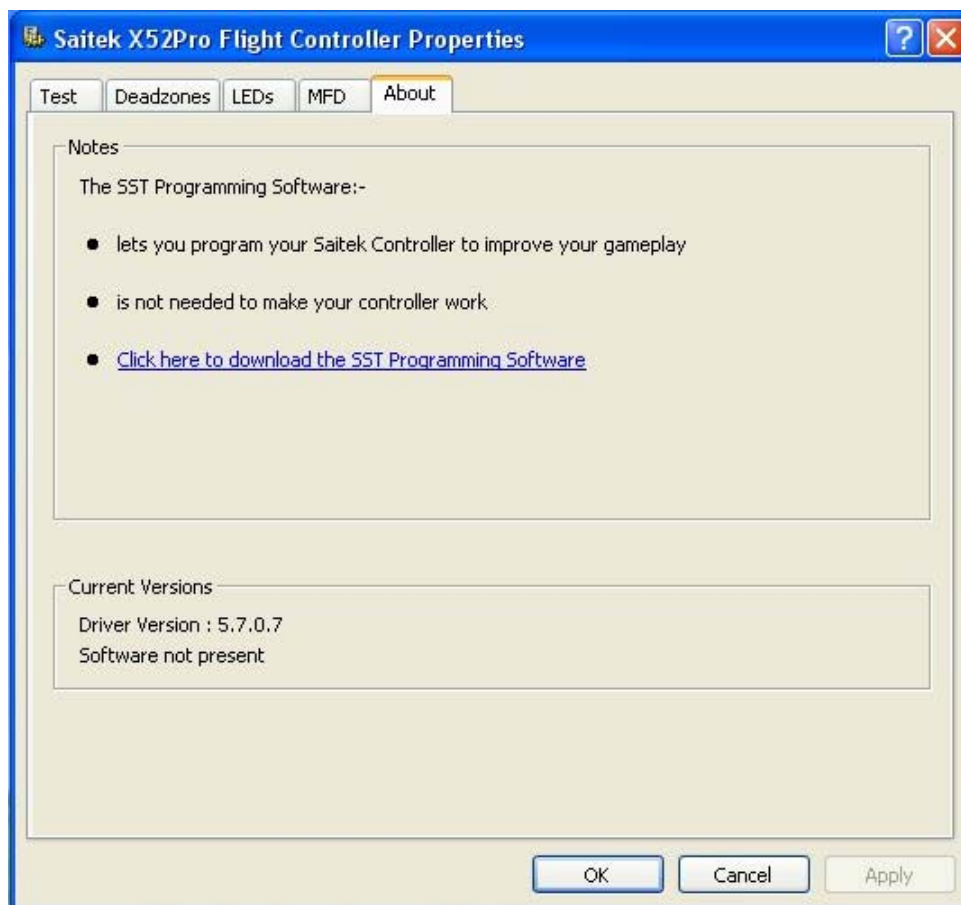 Saitek X52Pro Flight Controller Properties
Test Deadzones LEDs MFD About
Notes
The SST Programming Software:-
● lets you program your Saitek Controller to improve your gameplay
● is not needed to make your controller work
● Click here to download the SST Programming Software
Current Versions
Driver Version : 5.7.0.7
Software not present
OK Cancel Apply